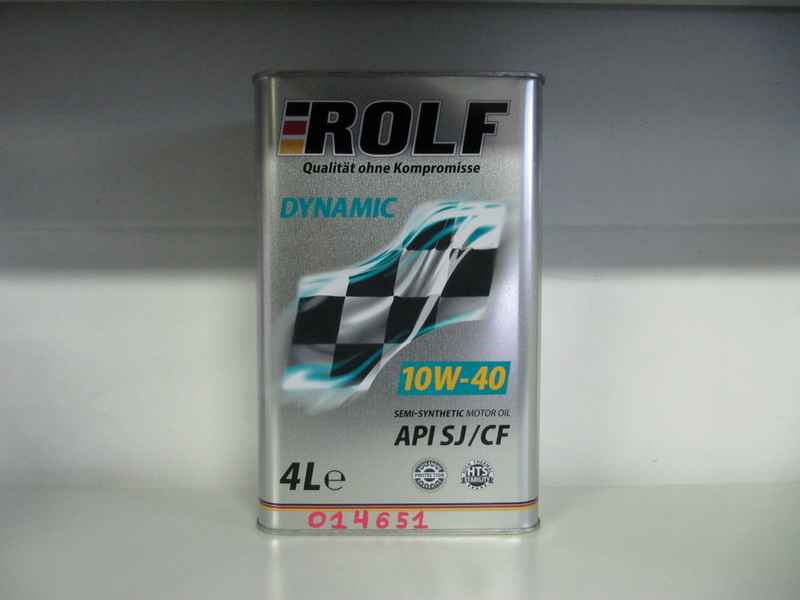 ROLF
Qualität ohne Kompromisse
DYNAMIC
10W-40
SEMI-SYNTHETIC MOTOR OIL
API SJ/CF
4L℮
HTS
STABILITY
014651